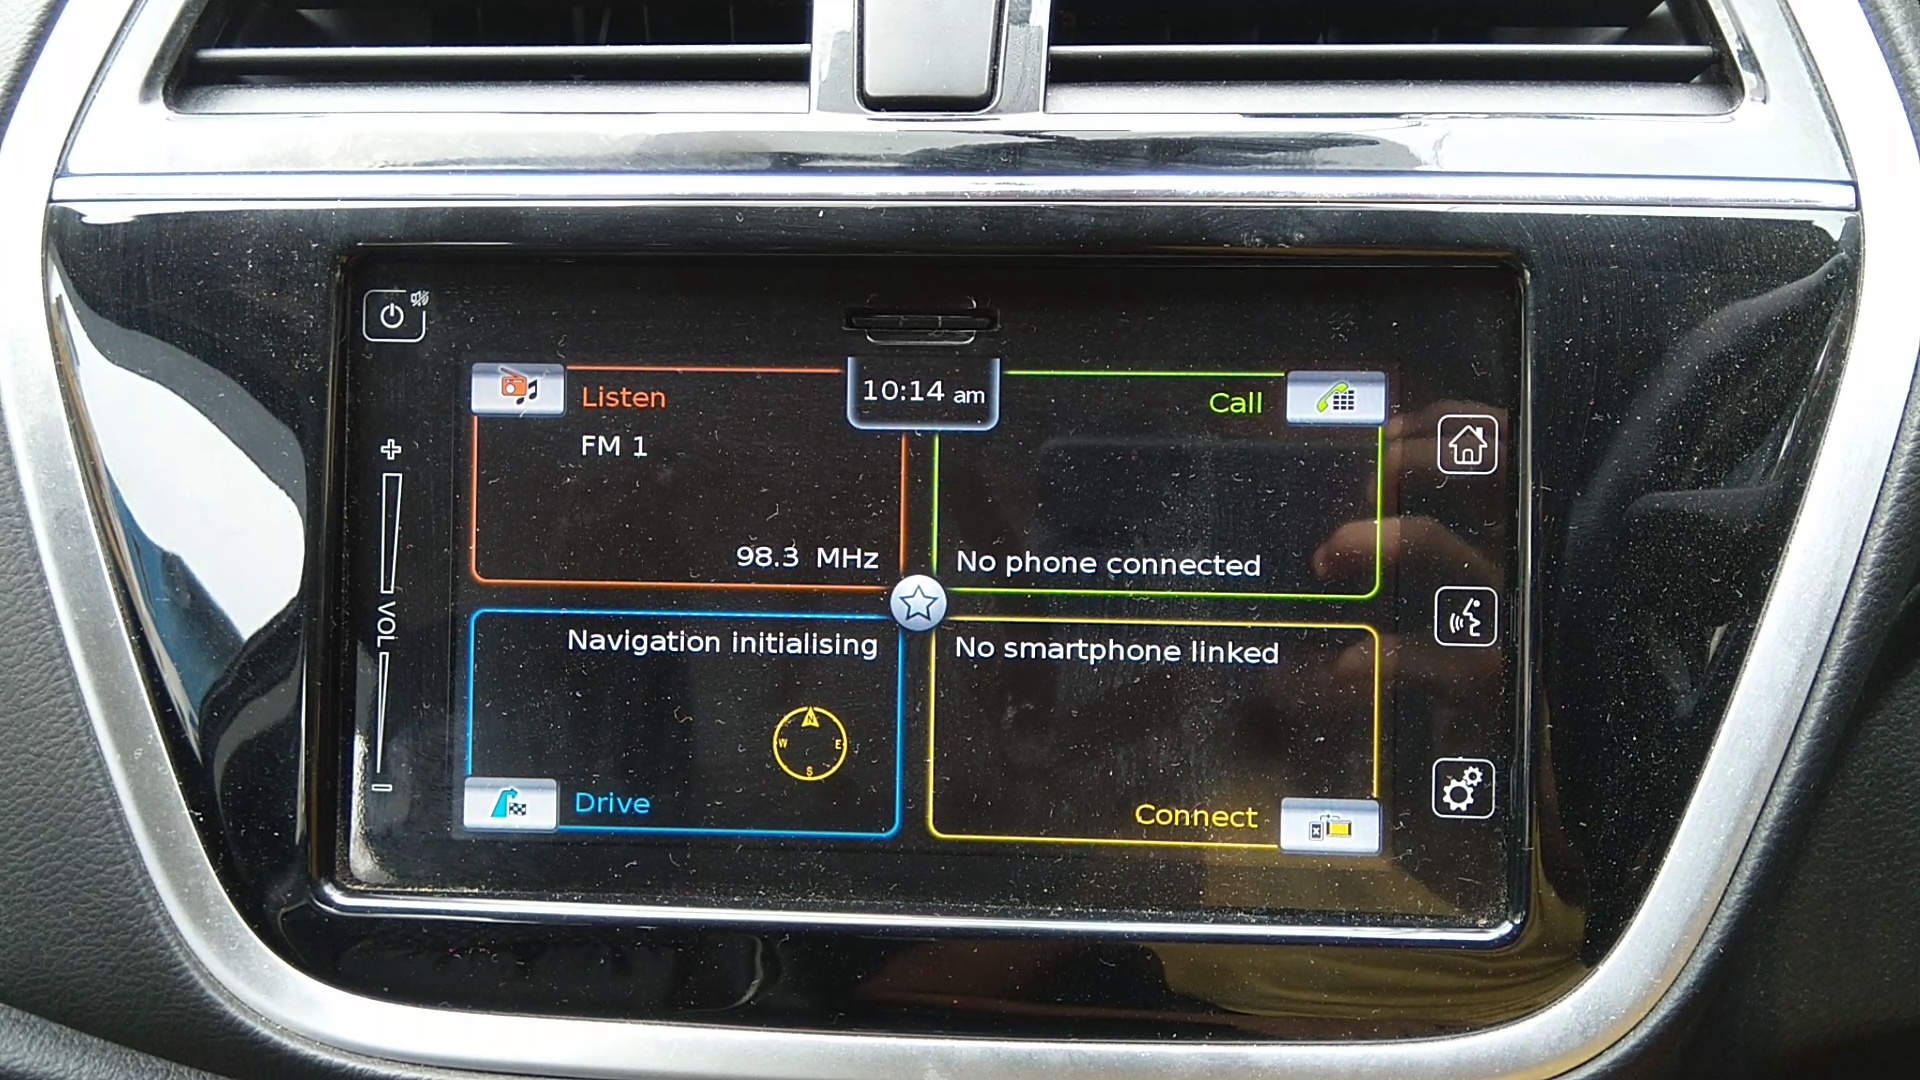 10:14 am
Listen
FM 1
98.3 MHz
Call
No phone connected
VOL
Navigation initialising
N
W E
S
Drive
No smartphone linked
Connect